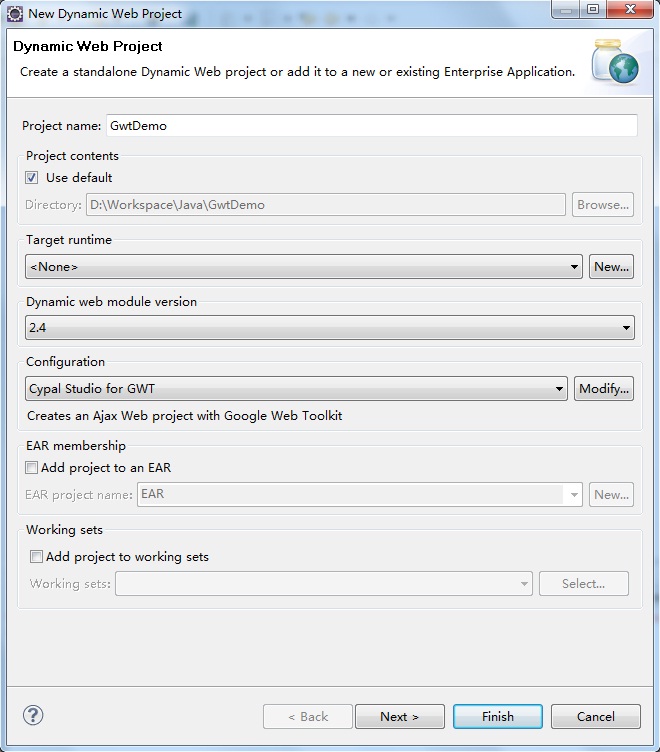 New Dynamic Web Project
Dynamic Web Project
Create a standalone Dynamic Web project or add it to a new or existing Enterprise Application.
Project name: GwtDemo
Project contents
Use default
Directory: D:\Workspace\Java\GwtDemo Browse...
Target runtime
<None> New...
Dynamic web module version
2.4
Configuration
Cypal Studio for GWT Modify...
Creates an Ajax Web project with Google Web Toolkit
EAR membership
Add project to an EAR
EAR project name: EAR New...
Working sets
Add project to working sets
Working sets: Select...
? < Back Next > Finish Cancel